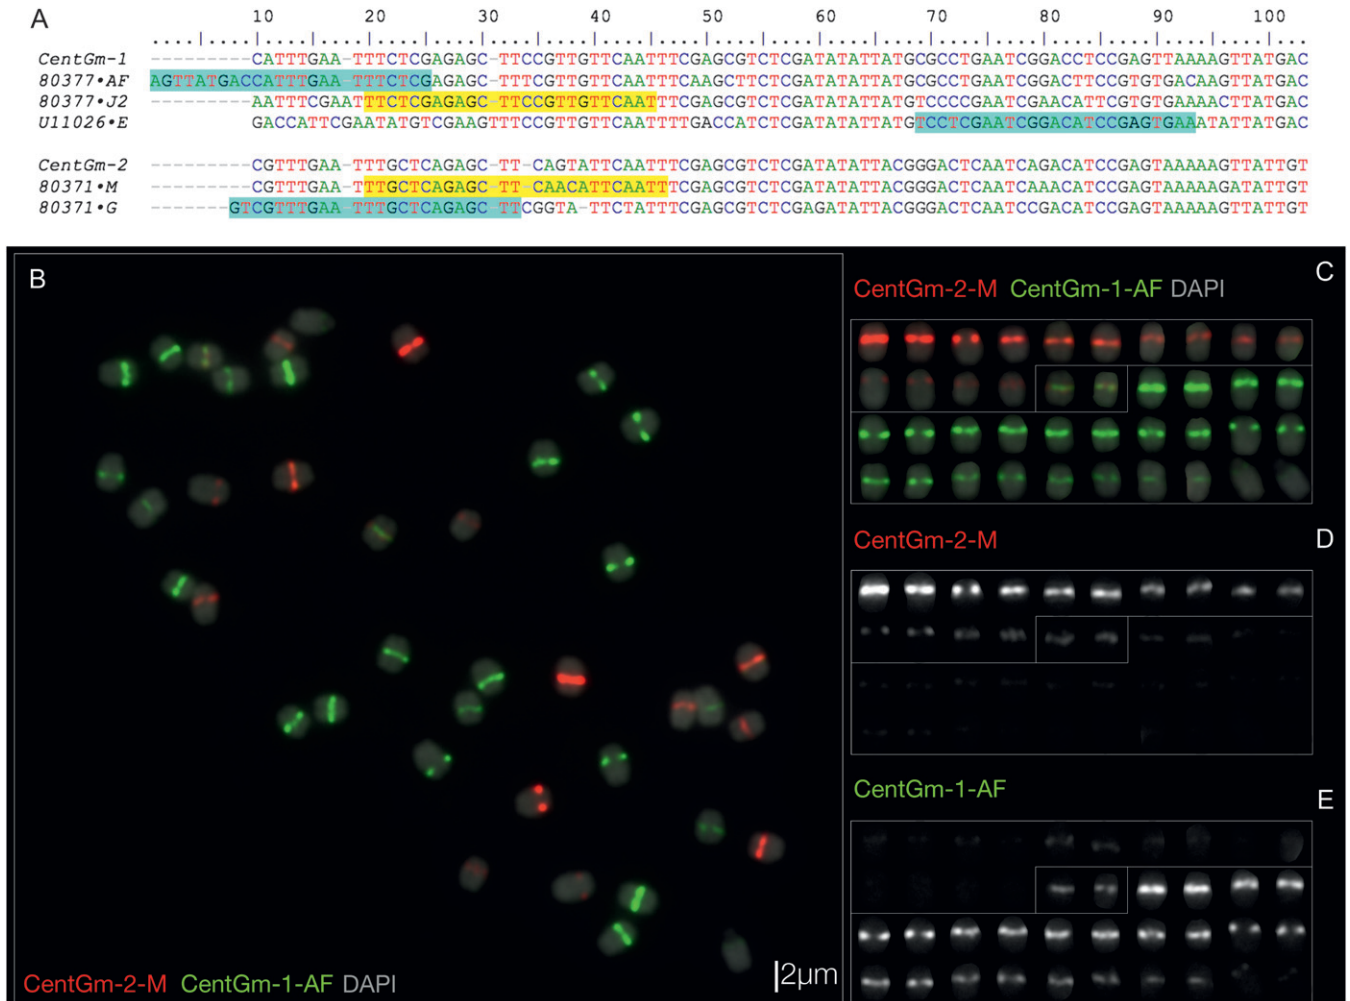 A
10 20 30 40 50 60 70 80 90 100
CentGm-1 ---------CATTTGAA-TTTCTCGAGAGC-TTCCGTTGTTCAATTTCGAGCGTCTCGATATATTATGCGCCTGAATCGGACCTCCGAGTTAAAAGTTATGAC
80377•AF AGTTATGACCATTTGAA-TTTCTCGAGAGC-TTTCGTTGTTCAATTTCAAGCGTCTCGATATATTATGCGCCTGAATCGGACTTCCGTGTGACAAGTTATGAC
80377•J2 ---------AATTTCGAATTTCTCGAGAGC-TTCCGTTGTTCAATTTCGAGCGTCTCGATATATTATGTCCCCGAATCGAACATTCGTGTGAAAACTTATGAC
U11026•E ---------GACCATTCGAATATGTCGAAGTTTCCGTTGTTCAATTTTGACCATCTCGATATATTATGTCCTCGAATCGGACATCCGAGTGAAATATTATGAC
CentGm-2 ---------CGTTTGAA-TTTGCTCAGAGC-TT-CAGTATTCAATTTCGAGCGTCTCGATATATTACGGGACTCAATCAGACATCCGAGTAAAAAGTTATTGT
80371•M ---------CGTTTGAA-TTTGCTCAGAGC-TT-CAACATTCAATTTCGAGCGTCTCGATATATTACGGGACTCAATCAAACATCCGAGTAAAAAGATATTGT
80371•G -------GTCGTTTGAA-TTTGCTCAGAGC-TTCGGTA-TTCTATTTCGAGCGTCTCGAGATATTACGGGACTCAATCCGACATCCGAGTAAAAAGTTATTGT
B
CentGm-2-M CentGm-1-AF DAPI
2µm
C
CentGm-2-M CentGm-1-AF DAPI
D
CentGm-2-M
E
CentGm-1-AF